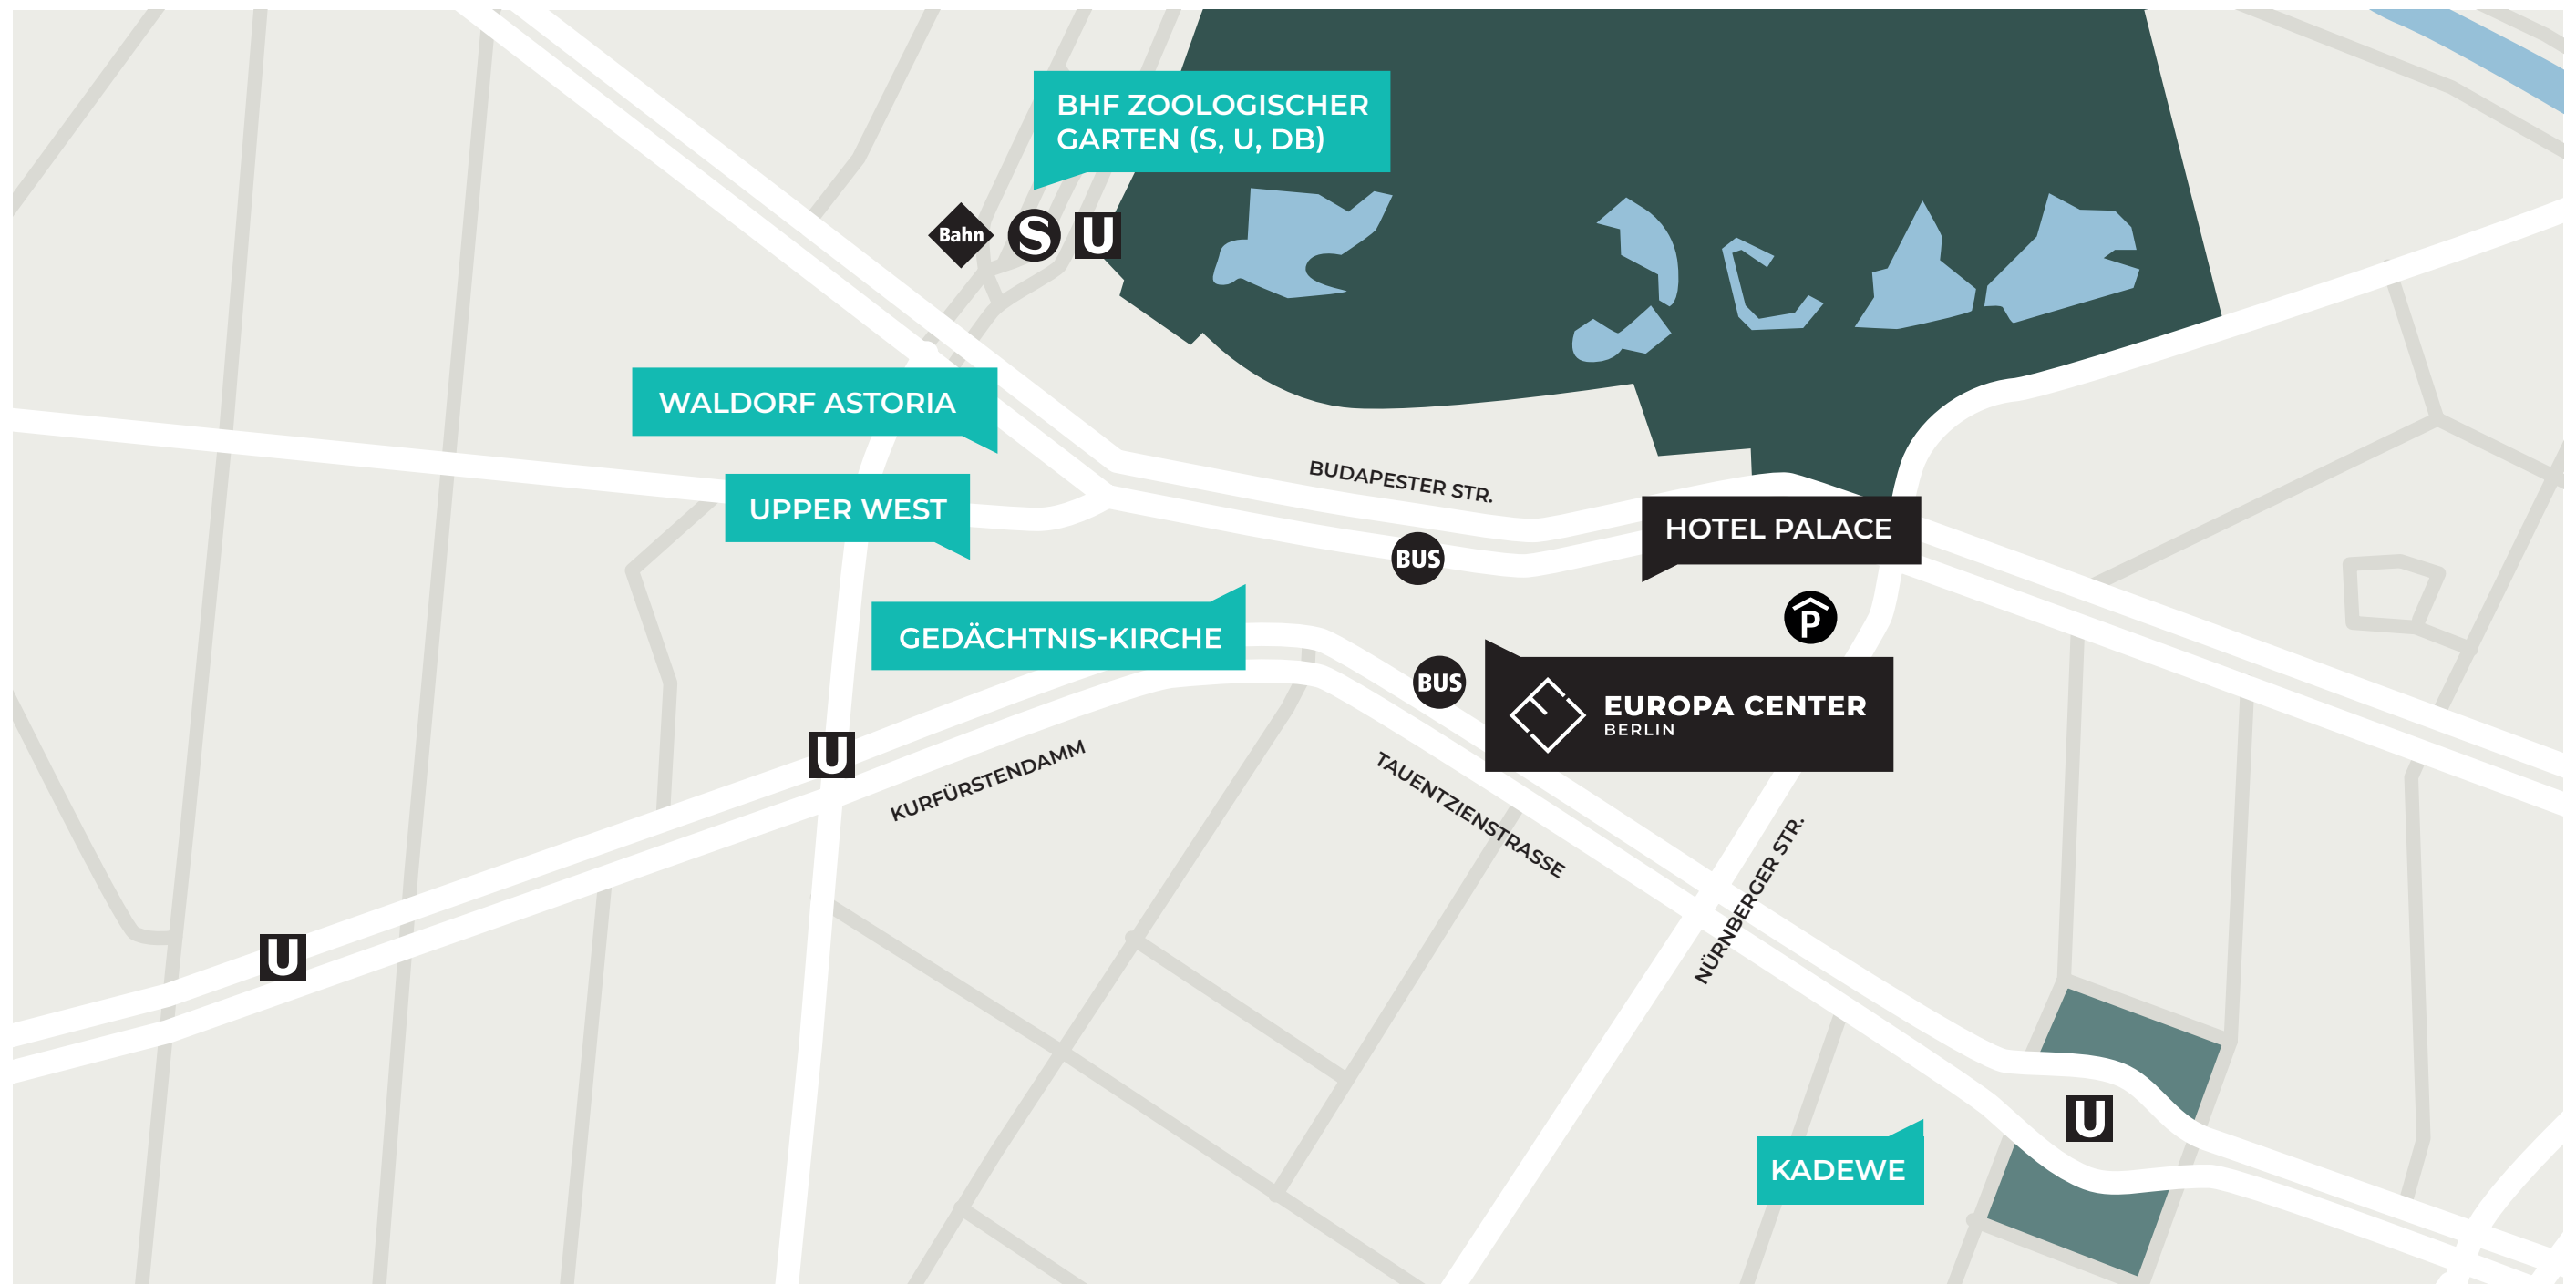 BHF ZOOLOGISCHER
GARTEN (S, U, DB)
Bahn
S
U
WALDORF ASTORIA
UPPER WEST
BUDAPESTER STR.
HOTEL PALACE
BUS
P
GEDÄCHTNIS-KIRCHE
BUS
EUROPA CENTER
BERLIN
U
KURFÜRSTENDAMM
TAUENTZIENSTRASSE
NÜRNBERGER STR.
U
U
KADEWE